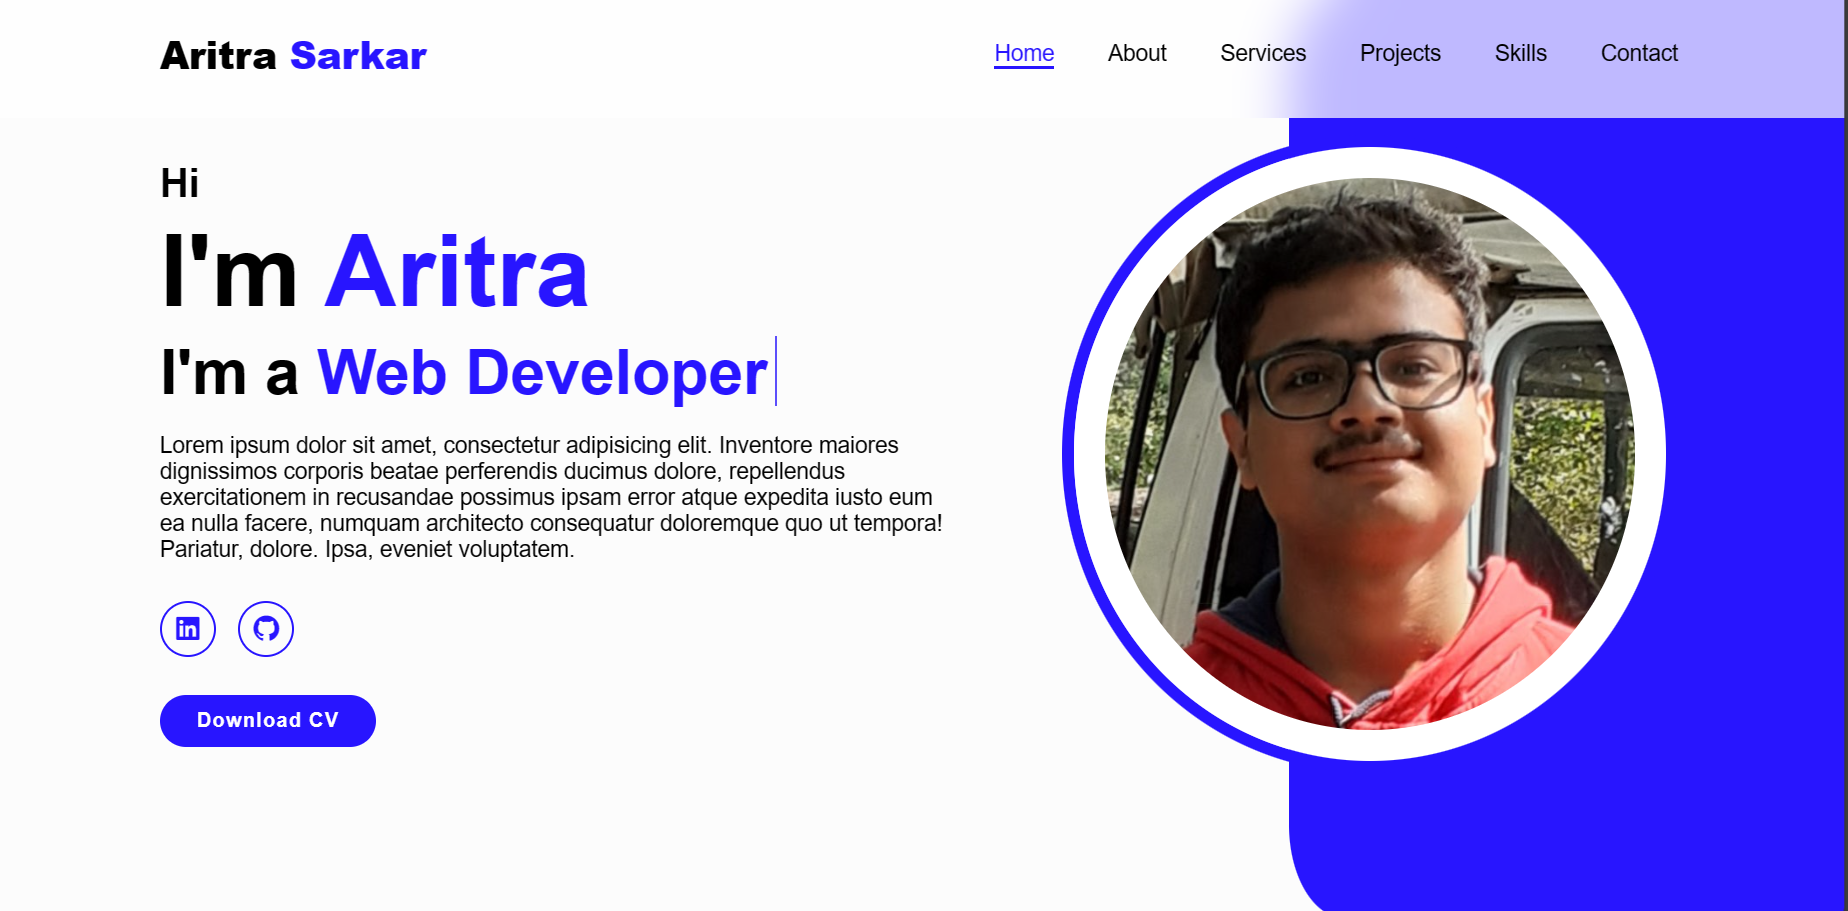 Aritra Sarkar
Home About Services Projects Skills Contact
Hi
I'm Aritra
I'm a Web Developer
Lorem ipsum dolor sit amet, consectetur adipisicing elit. Inventore maiores
dignissimos corporis beatae perferendis ducimus dolore, repellendus
exercitationem in recusandae possimus ipsam error atque expedita iusto eum
ea nulla facere, numquam architecto consequatur doloremque quo ut tempora!
Pariatur, dolore. Ipsa, eveniet voluptatem.
in
Download CV